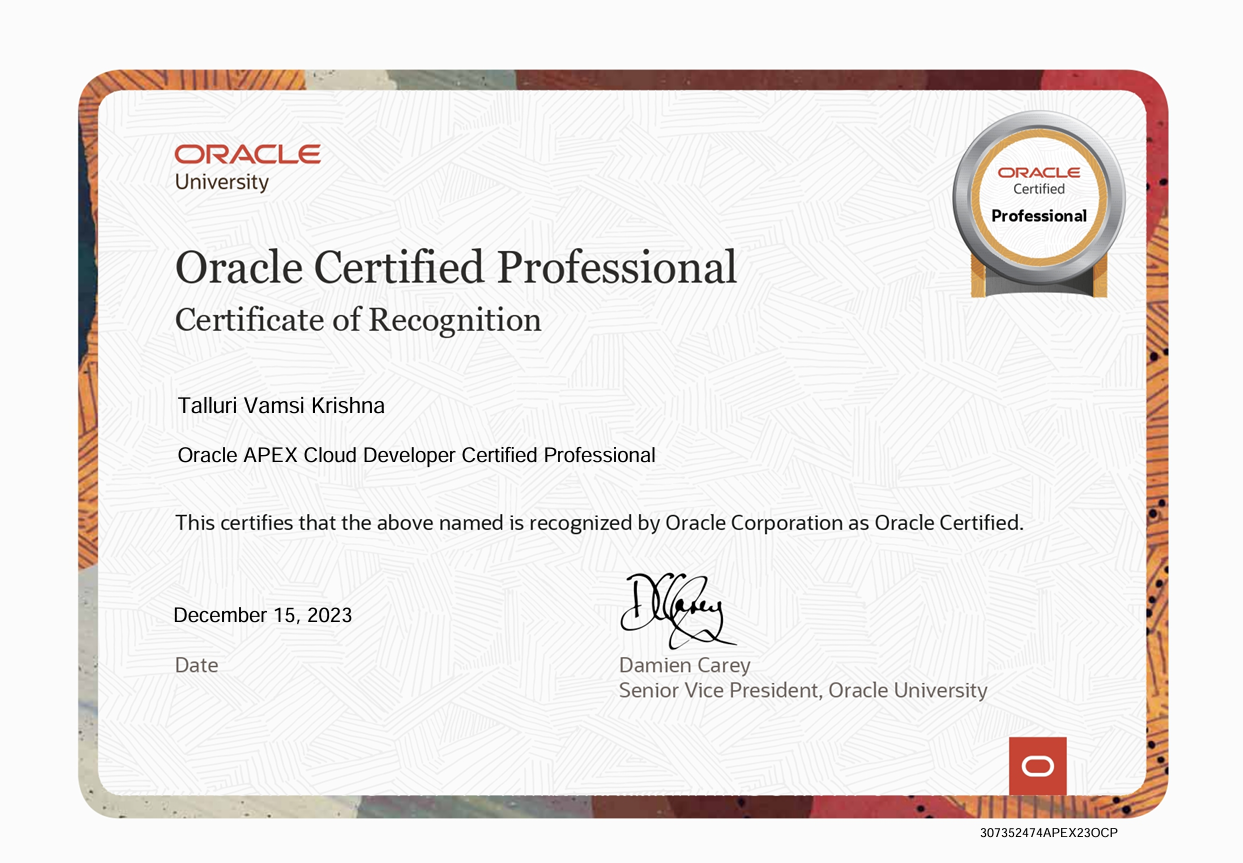 ORACLE
University
ORACLE
Certified
Professional
Oracle Certified Professional
Certificate of Recognition
Talluri Vamsi Krishna
Oracle APEX Cloud Developer Certified Professional
This certifies that the above named is recognized by Oracle Corporation as Oracle Certified.
December 15, 2023
Date
DCCarey
Damien Carey
Senior Vice President, Oracle University
307352474APEX23OCP